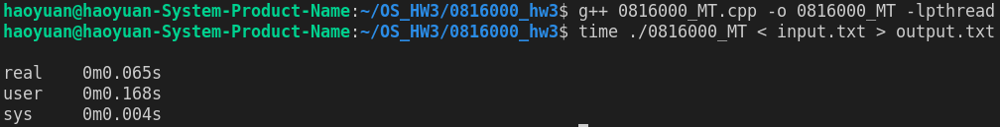 haoyuan@haoyuan-System-Product-Name:~/OS_HW3/0816000_hw3$ g++ 0816000_MT.cpp -o 0816000_MT -lpthread
haoyuan@haoyuan-System-Product-Name:~/OS_HW3/0816000_hw3$ time ./0816000_MT < input.txt > output.txt
real 0m0.065s
user 0m0.168s
sys 0m0.004s